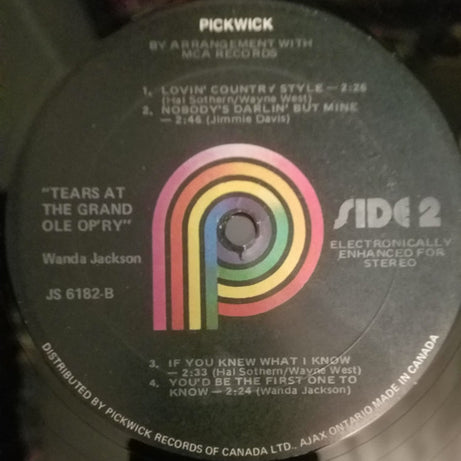 PICKWICK
BY ARRANGEMENT WITH
MCA RECORDS
1. LOVIN' COUNTRY STYLE — 2:26
(Hal Sothern/Wayne West)
2. NOBODY'S DARLIN' BUT MINE
— 2:46 (Jimmie Davis)
"TEARS AT
THE GRAND
OLE OP'RY"
Wanda Jackson
JS 6182-B
SIDE 2
ELECTRONICALLY
ENHANCED FOR
STEREO
3. IF YOU KNEW WHAT I KNOW
— 2:33 (Hal Sothern/Wayne West)
4. YOU'D BE THE FIRST ONE TO
KNOW — 2:24 (Wanda Jackson)
DISTRIBUTED BY PICKWICK RECORDS OF CANADA LTD., AJAX ONTARIO MADE IN CANADA